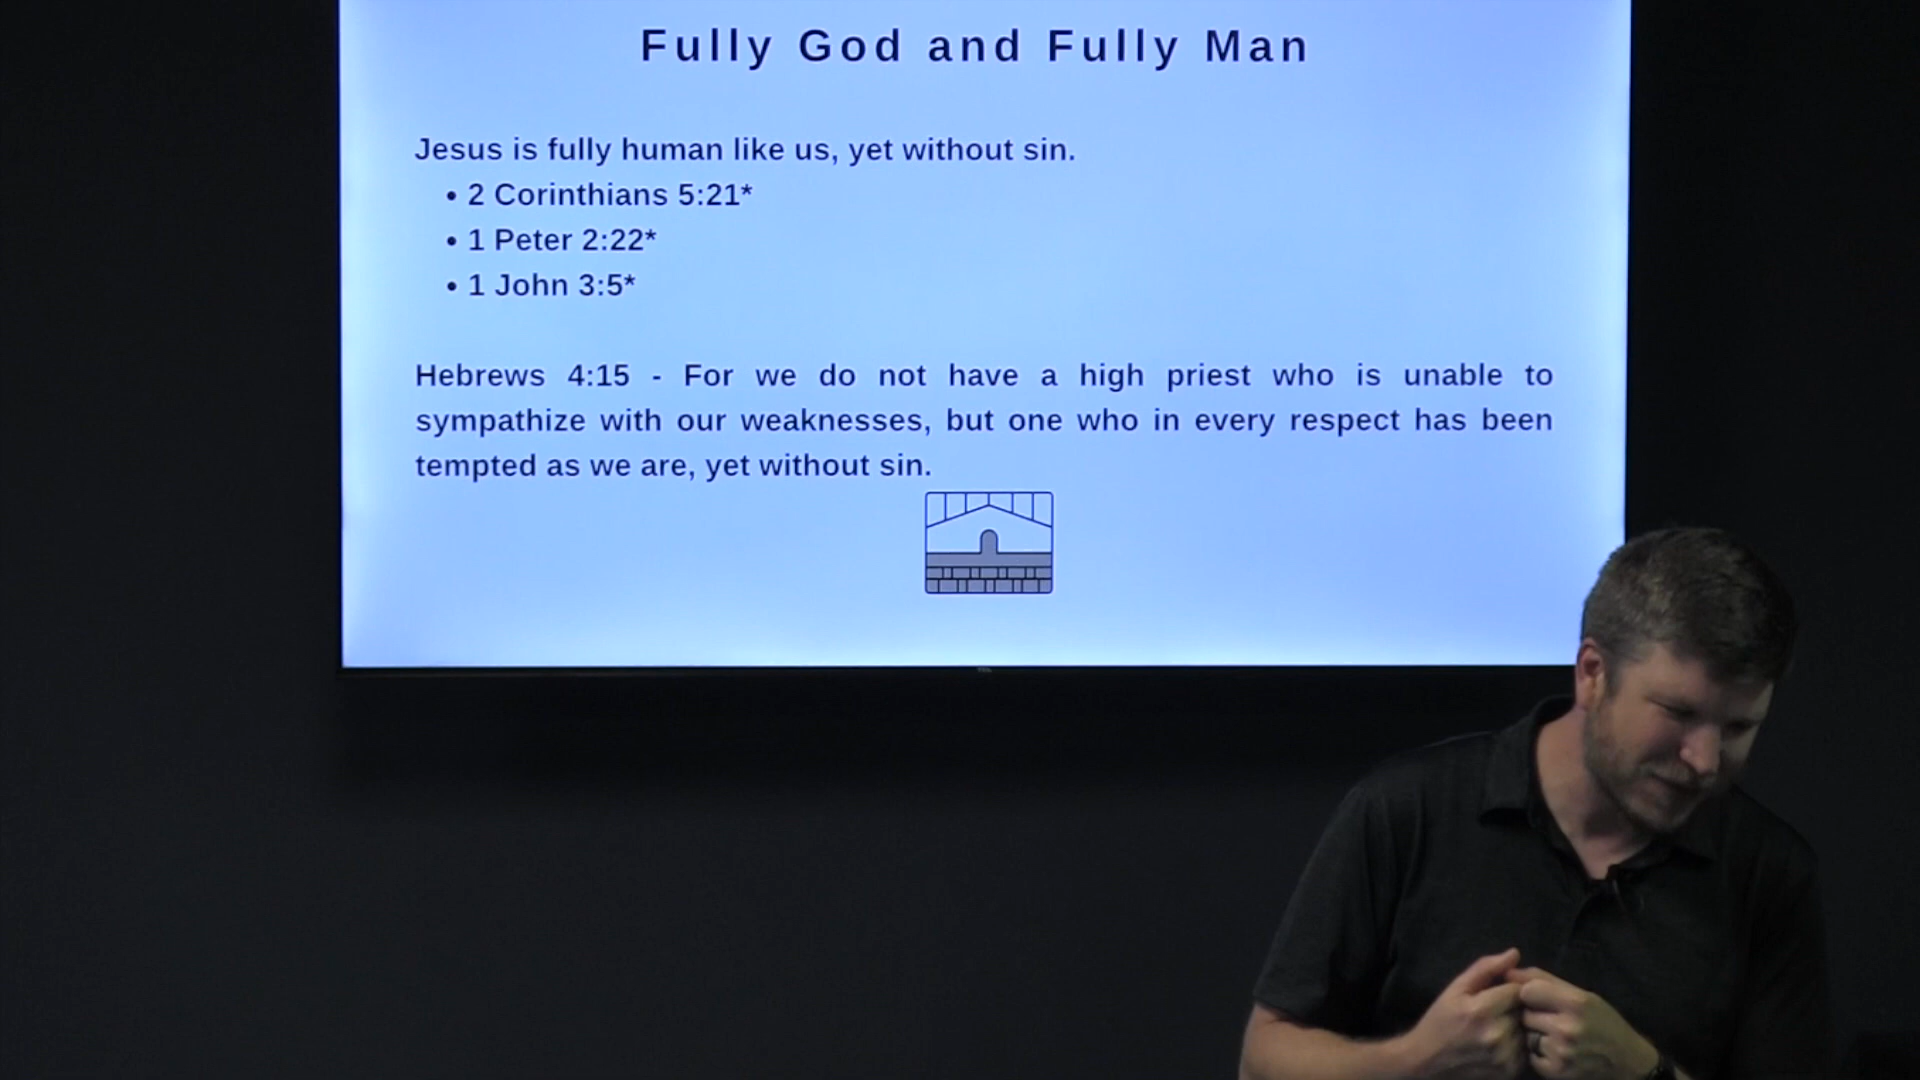 Fully God and Fully Man
Jesus is fully human like us, yet without sin.
• 2 Corinthians 5:21*
• 1 Peter 2:22*
• 1 John 3:5*
Hebrews 4:15 - For we do not have a high priest who is unable to
sympathize with our weaknesses, but one who in every respect has been
tempted as we are, yet without sin.